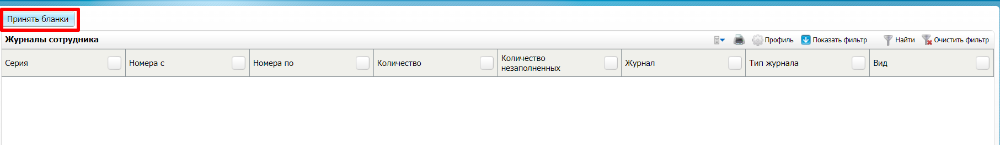 Принять бланки
Журналы сотрудника
Профиль
Показать фильтр
Найти
Очистить фильтр
Серия
Номера с
Номера по
Количество
Количество
незаполненных
Журнал
Тип журнала
Вид